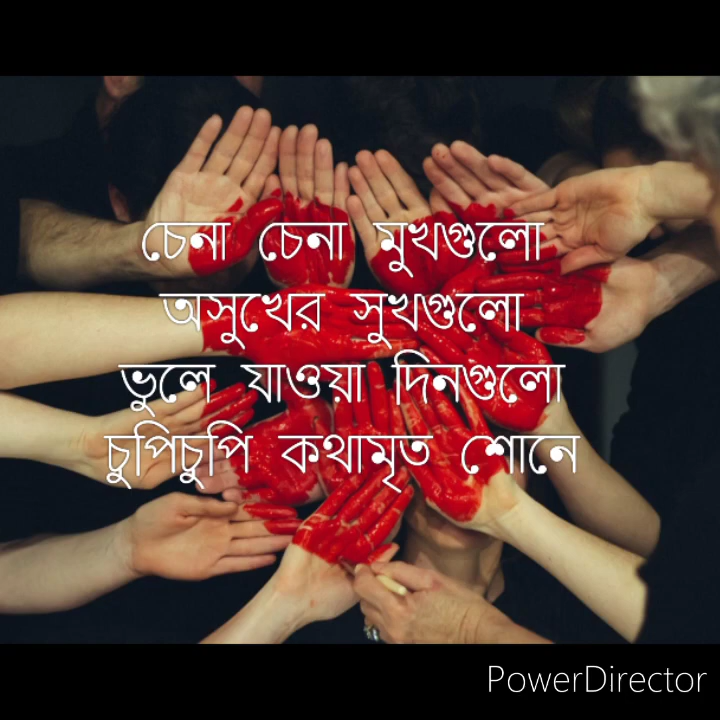 চেনা চেনা মুখগুলো
অসুখের সুখগুলো
ভুলে যাওয়া দিনগুলো
চুপিচুপি কথামৃত শোনে
PowerDirector